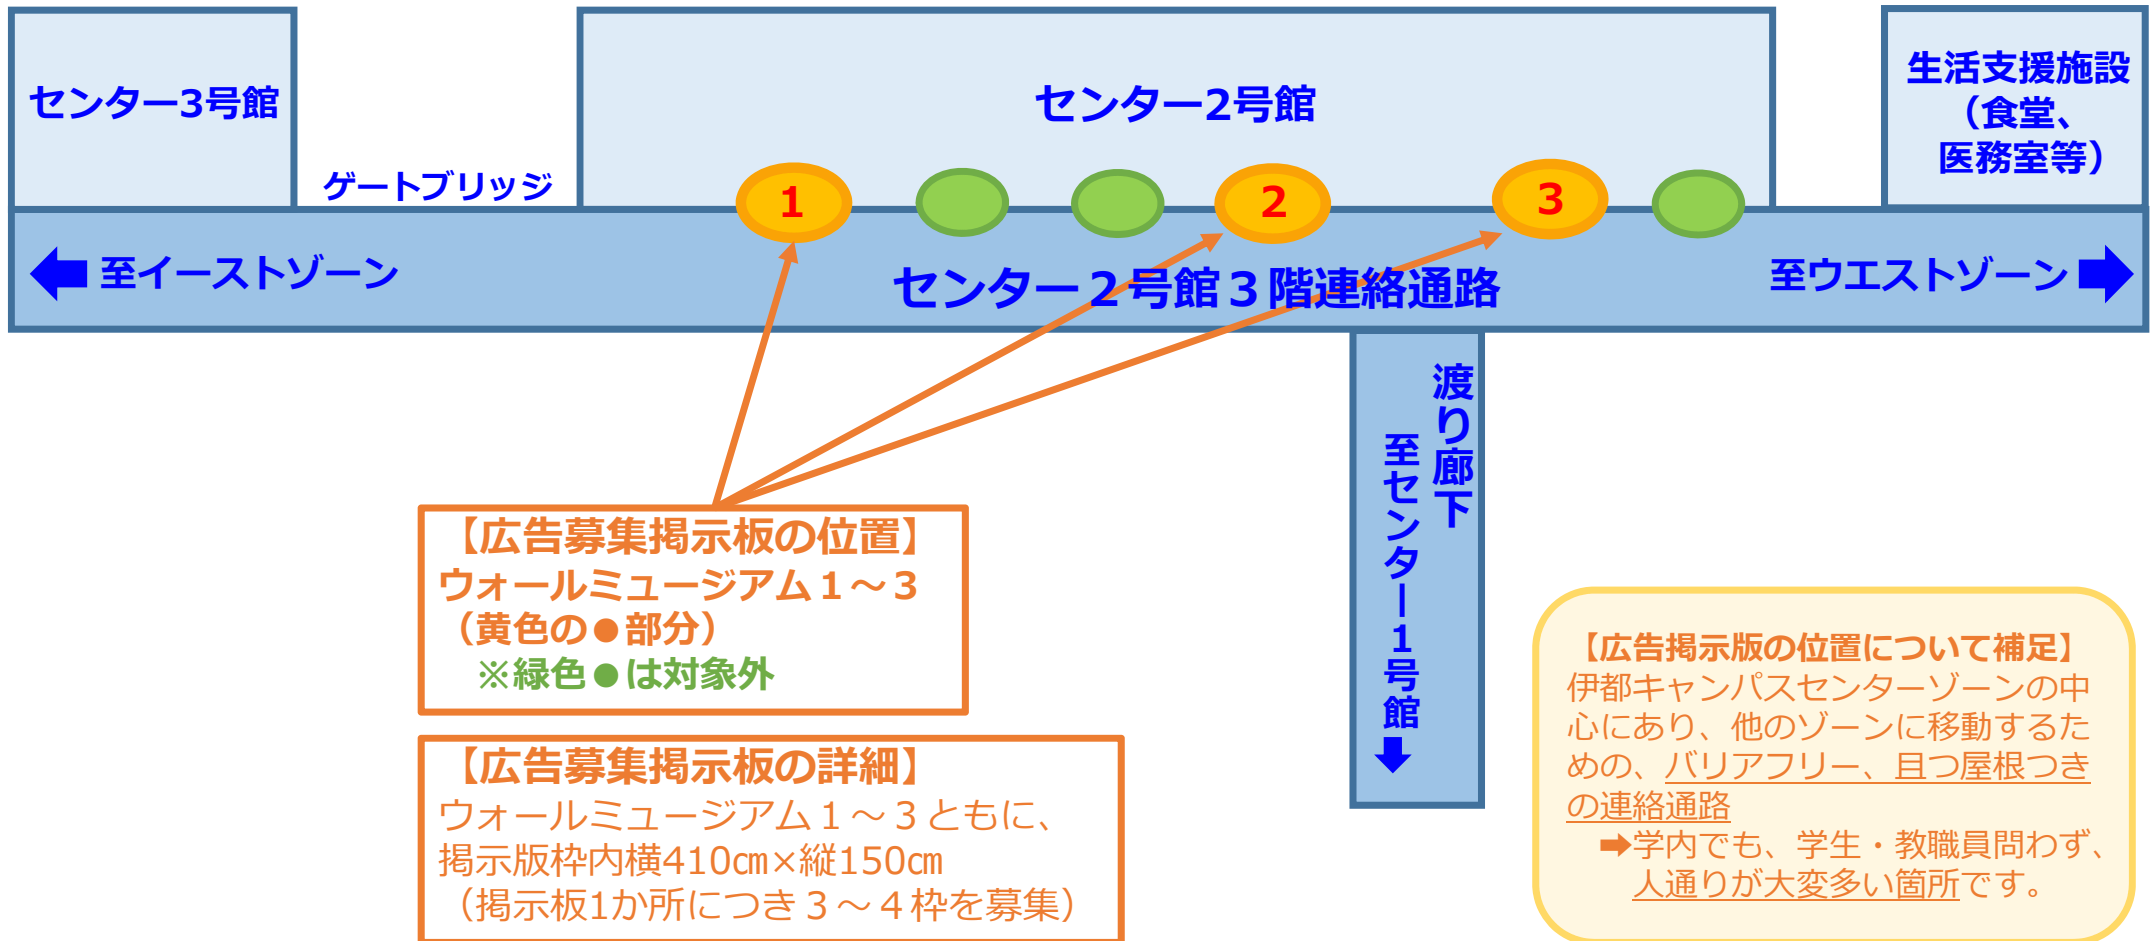 センター3号館
センター2号館
生活支援施設
（食堂、
医務室等）
ゲートブリッジ
1
2
3
至イーストゾーン
センター２号館３階連絡通路
至ウエストゾーン
渡り廊下
至センター1号館
【広告募集掲示板の位置】
ウォールミュージアム１～３
（黄色の●部分）
※緑色●は対象外
【広告募集掲示板の詳細】
ウォールミュージアム１～３ともに、
掲示版枠内横410㎝×縦150㎝
（掲示板1か所につき３～４枠を募集）
【広告掲示版の位置について補足】
伊都キャンパスセンターゾーンの中
心にあり、他のゾーンに移動するた
めの、バリアフリー、且つ屋根つき
の連絡通路
➡学内でも、学生・教職員問わず、
人通りが大変多い箇所です。